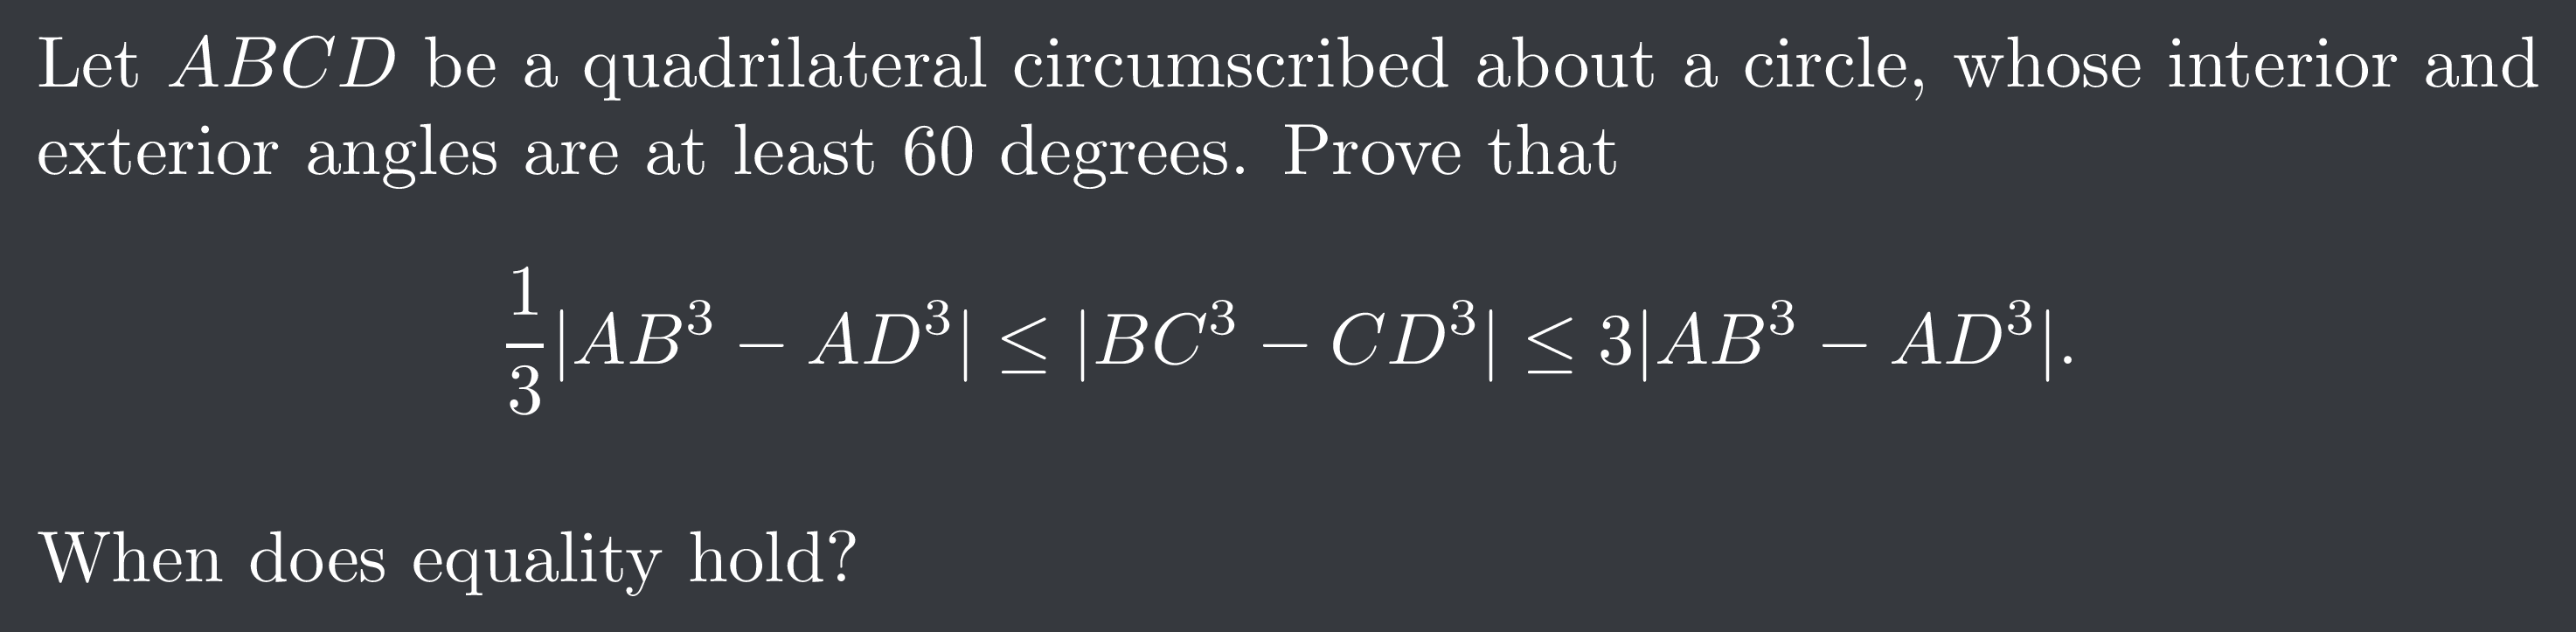 Let ABCD be a quadrilateral circumscribed about a circle, whose interior and
exterior angles are at least 60 degrees. Prove that
\frac{1}{3}|AB^3 − AD^3| ≤ |BC^3 − CD^3| ≤ 3|AB^3 − AD^3|.
When does equality hold?